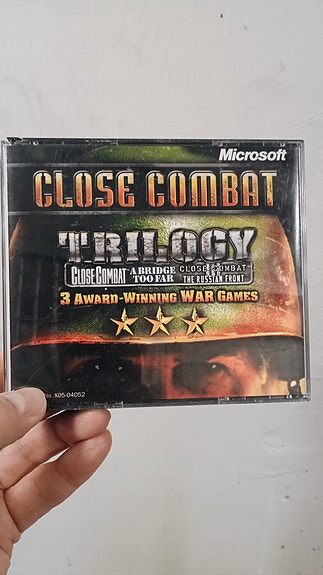 Microsoft
CLOSE COMBAT
TRILOGY
CLOSE COMBAT
A BRIDGE
TOO FAR
CLOSE COMBAT
THE RUSSIAN FRONT
3 AWARD-WINNING WAR GAMES
No. X05-04052